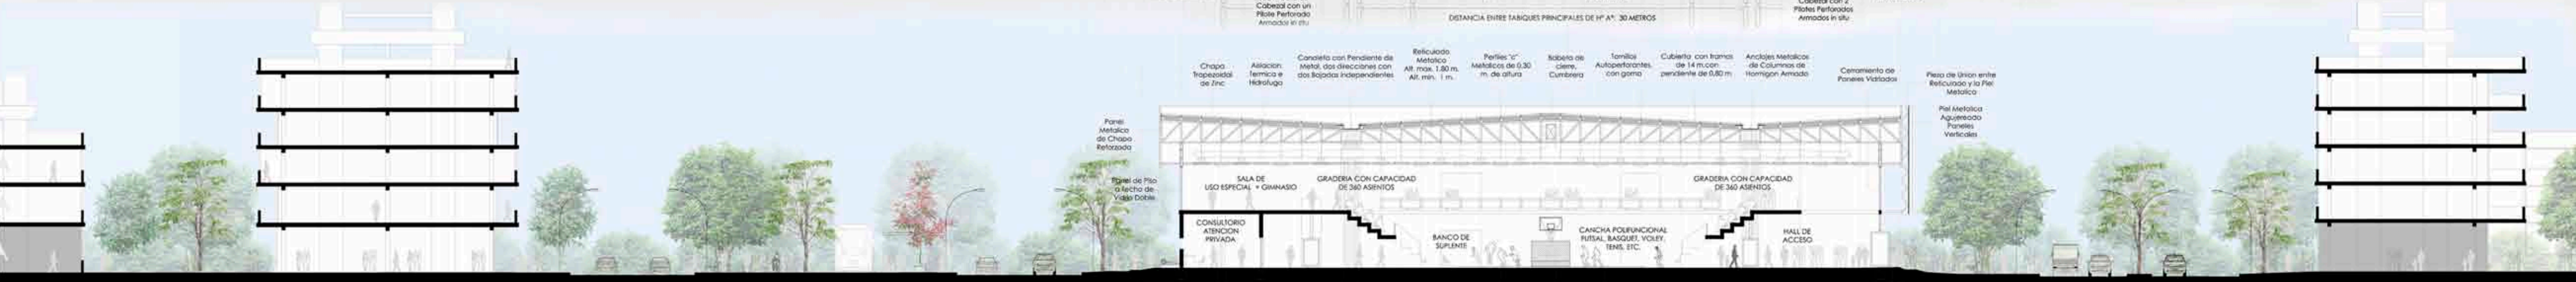 Cabezal con un
Pilote Perforado
Armados in situ
DISTANCIA ENTRE TABIQUES PRINCIPALES DE Hº Aº: 30 METROS
Cabezal con 2
Pilotes Perforados
Armados in situ
Chapa
Trapezoidal
de Zinc
Aislacion
Termica e
Hidrofugo
Canaleta con Pendiente de
Metal, dos direcciones con
dos Bajadas Independientes
Reticulado
Metalico
Alt. max. 1.80 m.
Alt. min. 1 m.
Perfiles "c"
Metalicos de 0,30
m. de altura
Babeta de
cierre,
Cumbrera
Tornillos
Autoperforantes,
con goma
Cubierta con tramos
de 14 m.con
pendiente de 0,80 m
Anclajes Metalicos
de Columnas de
Hormigon Armado
Cerramiento de
Paneles Vidriados
Pieza de Union entre
Reticulado y la Piel
Metalica
Piel Metalica
Agujereada
Paneles
Verticales
Panel
Metalico
de Chapa
Reforzada
Panel de Piso
a Techo de
Vidrio Doble
SALA DE
USO ESPECIAL + GIMNASIO
GRADERIA CON CAPACIDAD
DE 360 ASIENTOS
GRADERIA CON CAPACIDAD
DE 360 ASIENTOS
CONSULTORIO
ATENCION
PRIVADA
BANCO DE
SUPLENTE
CANCHA POLIFUNCIONAL
FUTSAL, BASQUET, VOLEY,
TENIS, ETC.
HALL DE
ACCESO